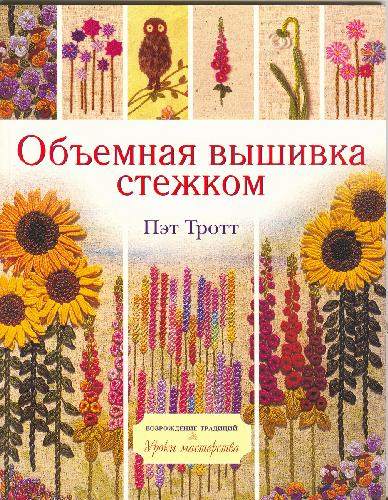 Объемная вышивка
стежком
Пэт Тротт
ВОЗРОЖДЕНИЕ ТРАДИЦИЙ
Уроки мастерства